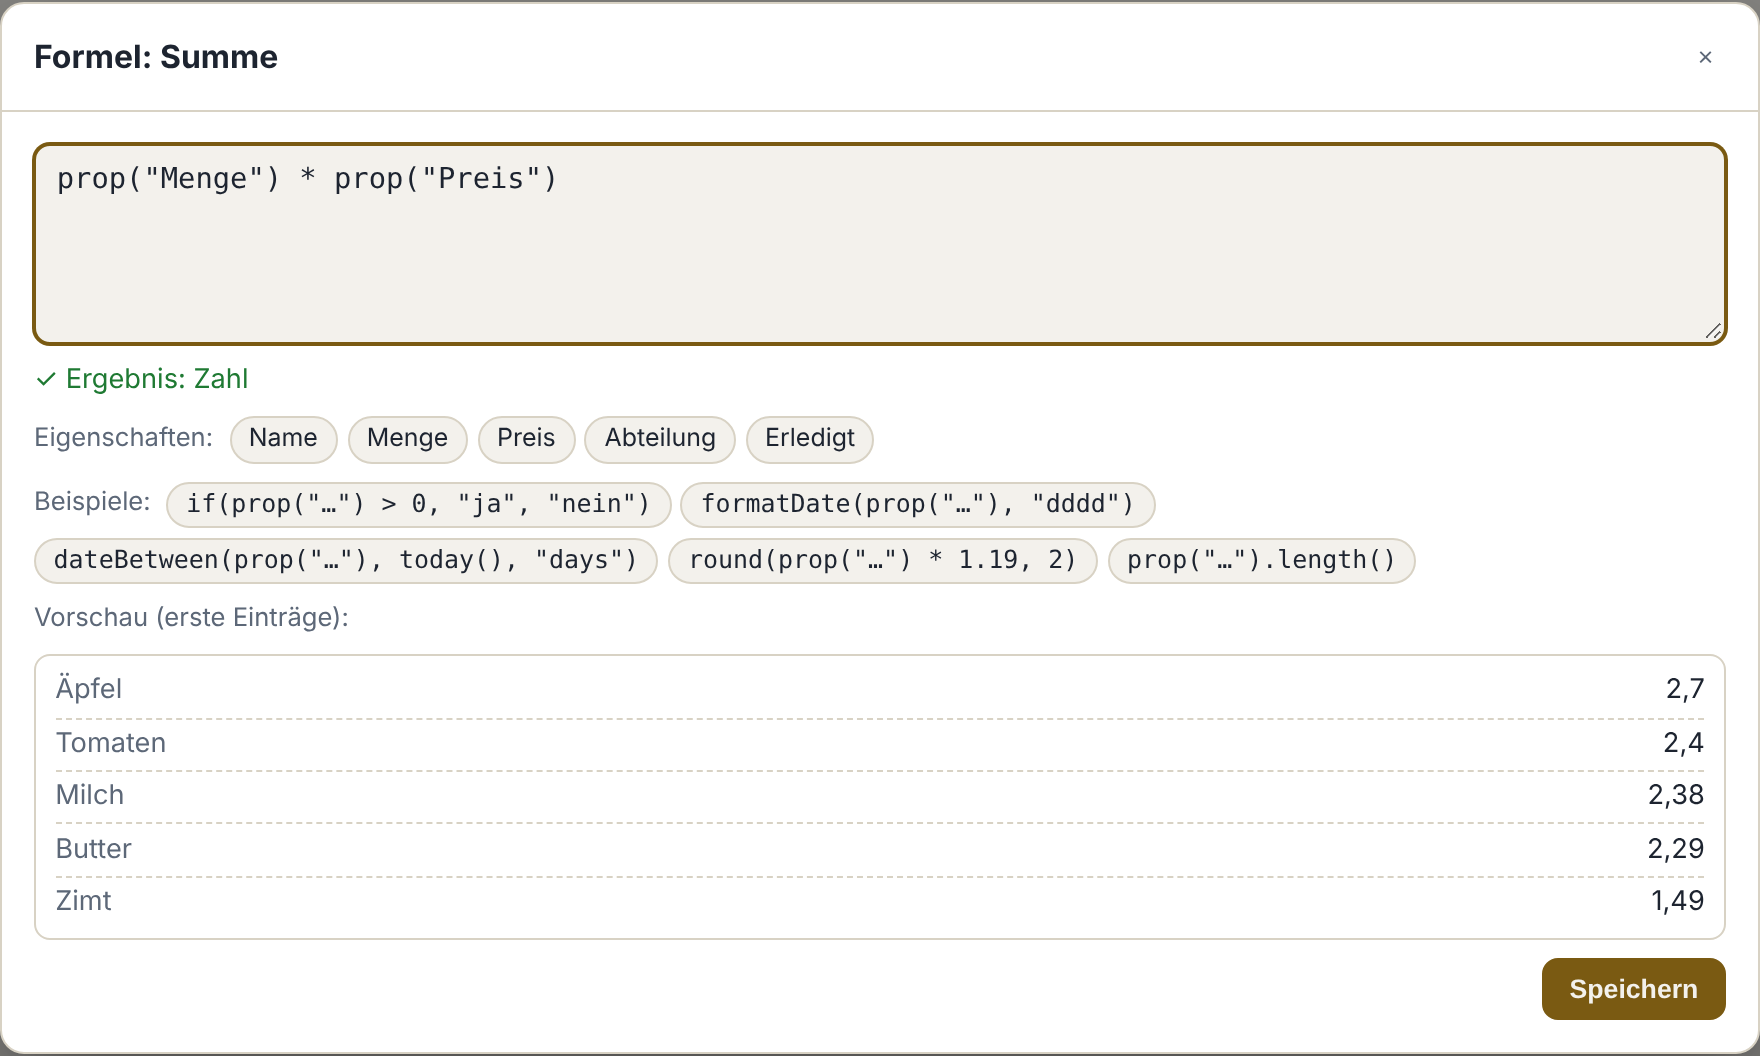 Formel: Summe ×
prop("Menge") * prop("Preis")
✓ Ergebnis: Zahl
Eigenschaften: Name Menge Preis Abteilung Erledigt
Beispiele: if(prop("…") > 0, "ja", "nein") formatDate(prop("…"), "dddd")
dateBetween(prop("…"), today(), "days") round(prop("…") * 1.19, 2) prop("…").length()
Vorschau (erste Einträge):
Äpfel 2,7
Tomaten 2,4
Milch 2,38
Butter 2,29
Zimt 1,49
Speichern